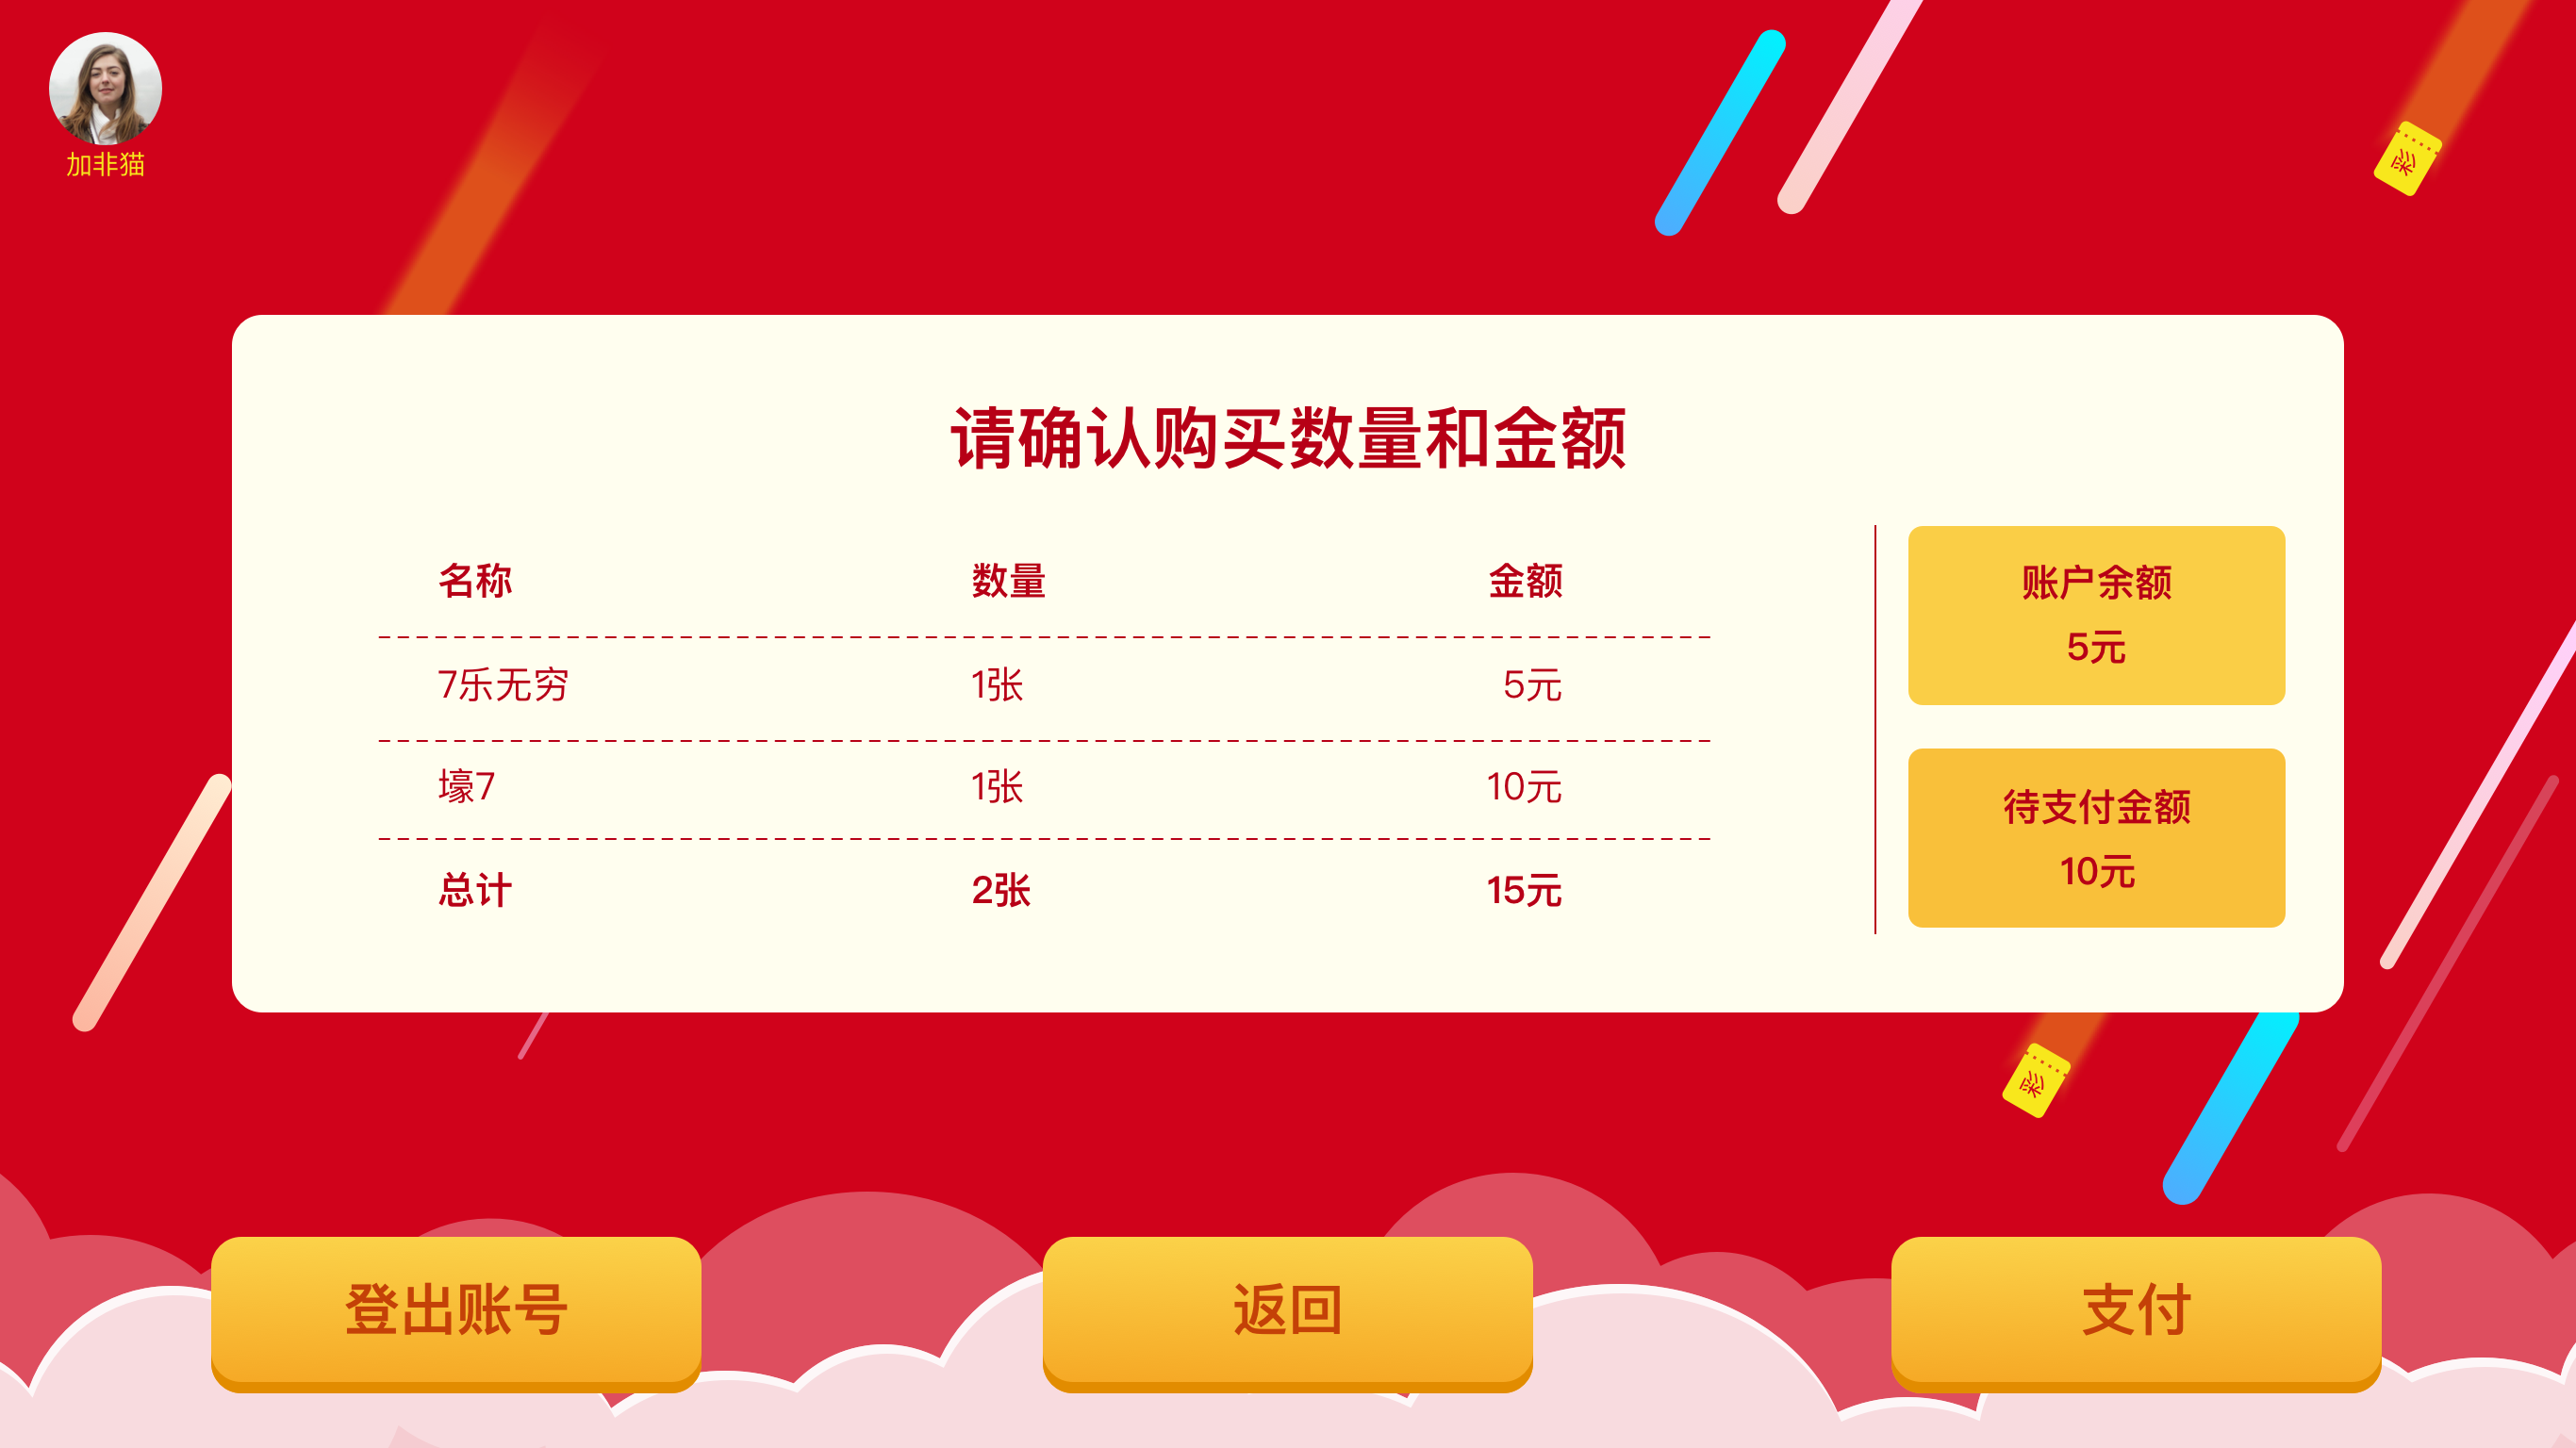 加非猫
彩
请确认购买数量和金额
名称 数量 金额
7乐无穷 1张 5元
壕7 1张 10元
总计 2张 15元
账户余额
5元
待支付金额
10元
彩
登出账号 返回 支付